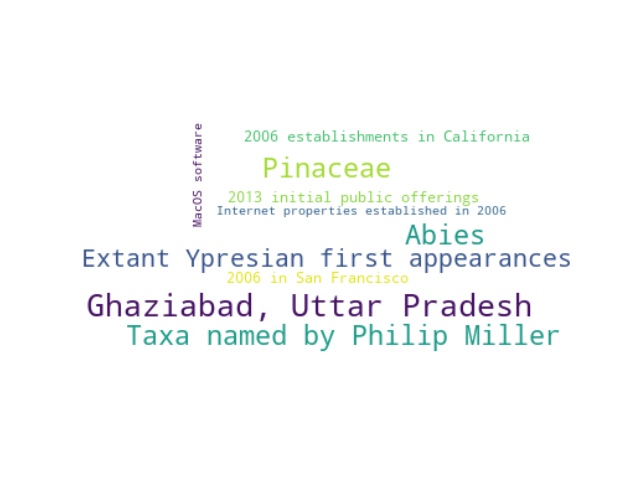 MacOS software
2006 establishments in California
Pinaceae
2013 initial public offerings
Internet properties established in 2006
Abies
Extant Ypresian first appearances
2006 in San Francisco
Ghaziabad, Uttar Pradesh
Taxa named by Philip Miller